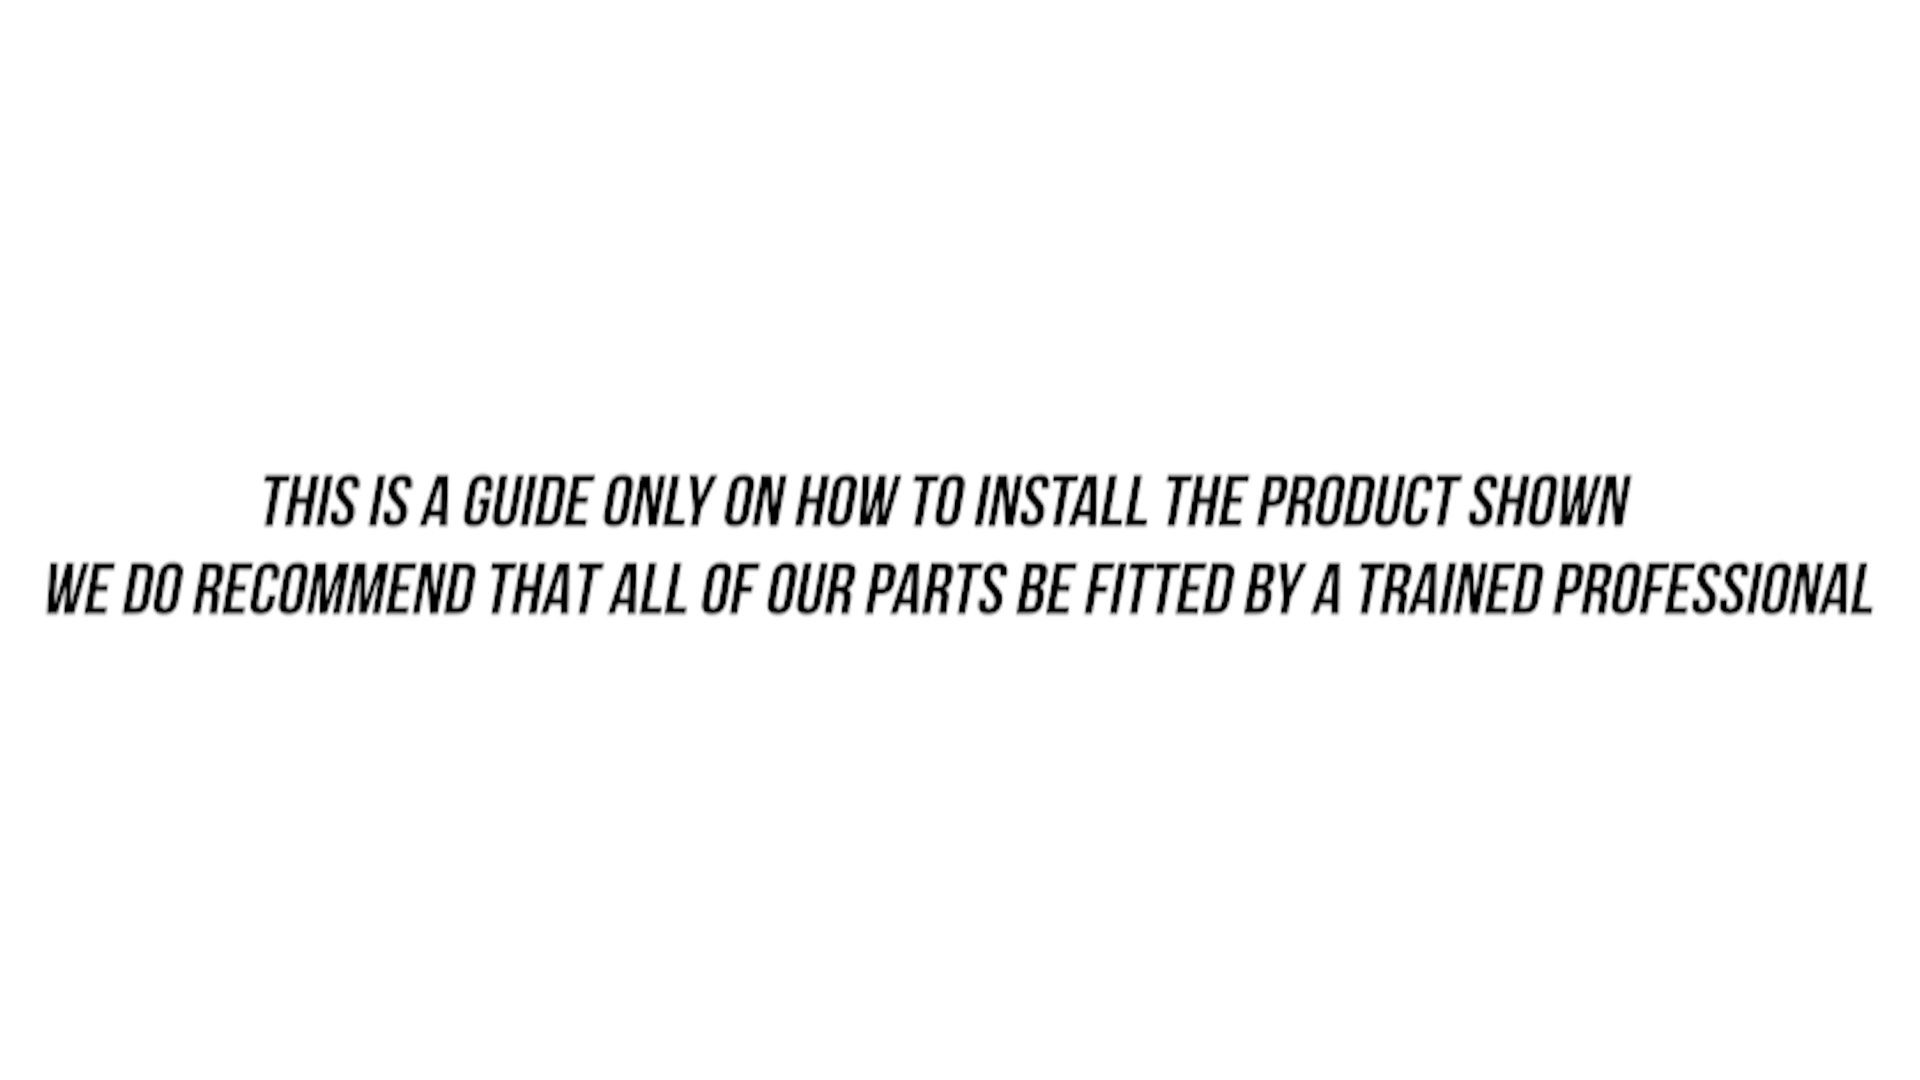 THIS IS A GUIDE ONLY ON HOW TO INSTALL THE PRODUCT SHOWN
WE DO RECOMMEND THAT ALL OF OUR PARTS BE FITTED BY A TRAINED PROFESSIONAL